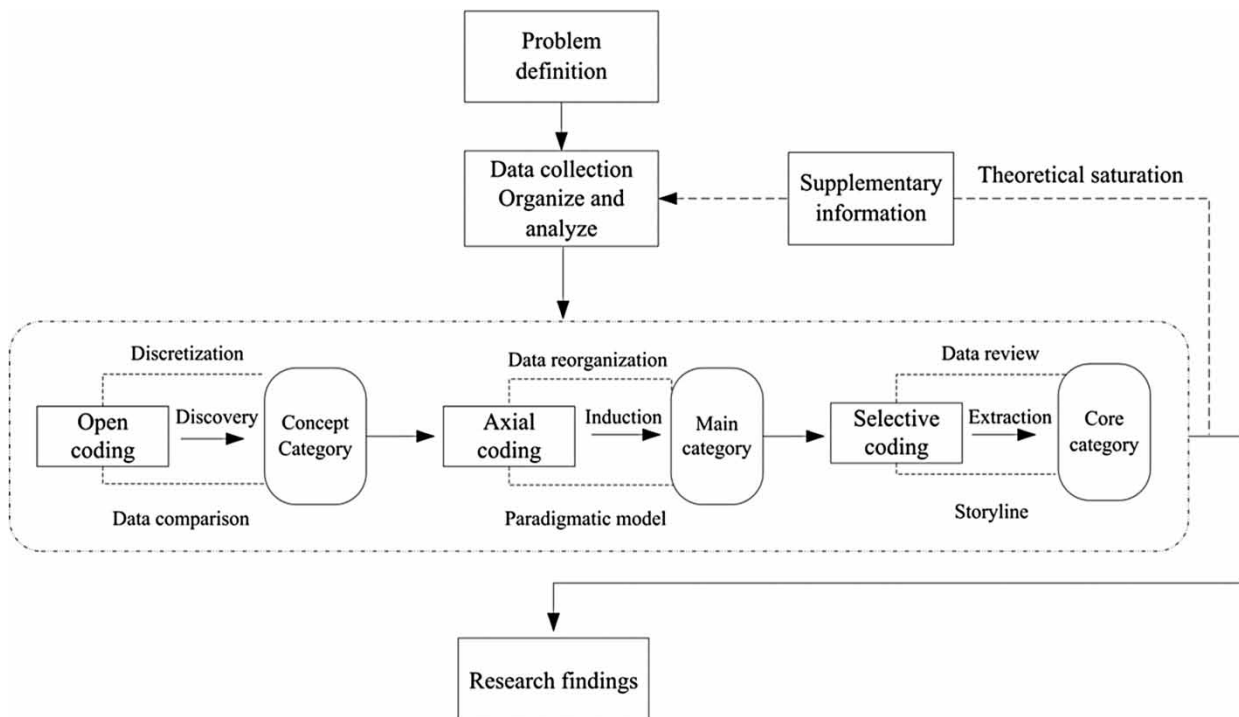 Problem
definition
Data collection
Organize and
analyze
Supplementary
information
Theoretical saturation
Discretization
Open
coding
Discovery
Concept
Category
Data comparison
Data reorganization
Axial
coding
Induction
Main
category
Paradigmatic model
Data review
Selective
coding
Extraction
Core
category
Storyline
Research findings